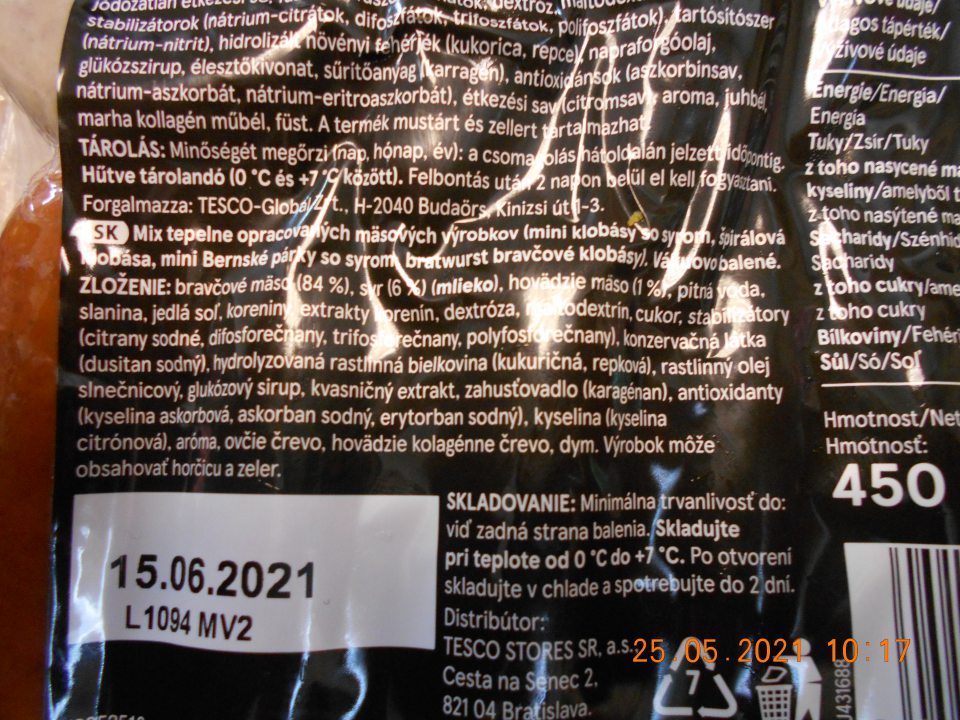 Jódozatlan étkezési
stabilizátorok (nátrium-citrátok, difoszfátok, trifoszfátok, polifoszfátok), tartósítószer
(nátrium-nitrit), hidrolizált növényi fehérjék (kukorica, repce), napraforgóolaj,
glükózszirup, élesztőkivonat, sűrítőanyag (karragén), antioxidánsok (aszkorbinsav,
nátrium-aszkorbát, nátrium-eritroaszkorbát), étkezési sav (citromsav), aroma, juhbél,
marha kollagén műbél, füst. A termék mustárt és zellert tartalmazhat.
TÁROLÁS: Minőségét megőrzi (nap, hónap, év): a csomagolás hátoldalán jelzett időpontig.
Hűtve tárolandó (0 °C és +7 °C között). Felbontás után 2 napon belül el kell fogyasztani.
Forgalmazza: TESCO-Global Zrt., H-2040 Budaörs, Kinizsi út 1-3.
SK Mix tepelne opracovaných mäsových výrobkov (mini klobásy so syrom, špirálová
klobása, mini Bernské párky so syrom, bratwurst bravčové klobásy). Vákuovo balené.
ZLOŽENIE: bravčové mäso (84 %), syr (6 %) (mlieko), hovädzie mäso (1 %), pitná voda,
slanina, jedlá soľ, koreniny, extrakty korenín, dextróza, maltodextrín, cukor, stabilizátory
(citrany sodné, difosforečnany, trifosforečnany, polyfosforečnany), konzervačná látka
(dusitan sodný), hydrolyzovaná rastlinná bielkovina (kukuričná, repková), rastlinný olej
slnečnicový, glukózový sirup, kvasničný extrakt, zahusťovadlo (karagénan), antioxidanty
(kyselina askorbová, askorban sodný, erytorban sodný), kyselina (kyselina
citrónová), aróma, ovčie črevo, hovädzie kolagénne črevo, dym. Výrobok môže
obsahovať horčicu a zeler.
15.06.2021
L1094 MV2
SKLADOVANIE: Minimálna trvanlivosť do:
viď zadná strana balenia. Skladujte
pri teplote od 0 °C do +7 °C. Po otvorení
skladujte v chlade a spotrebujte do 2 dní.
Distribútor:
TESCO STORES SR, a.s.,
Cesta na Senec 2,
821 04 Bratislava.
údaje/
tápérték/
Výživové údaje
Energie/Energia/
Energia
Tuky/Zsír/Tuky
z toho nasycené
kyseliny/amelyből
z toho nasýtené
Sacharidy/Szénhid
Sacharidy
z toho cukry/ame
z toho cukry
Bílkoviny/Fehér
Sůl/Só/Soľ
Hmotnost/Net
Hmotnosť:
450
7
25.05.2021 10:17